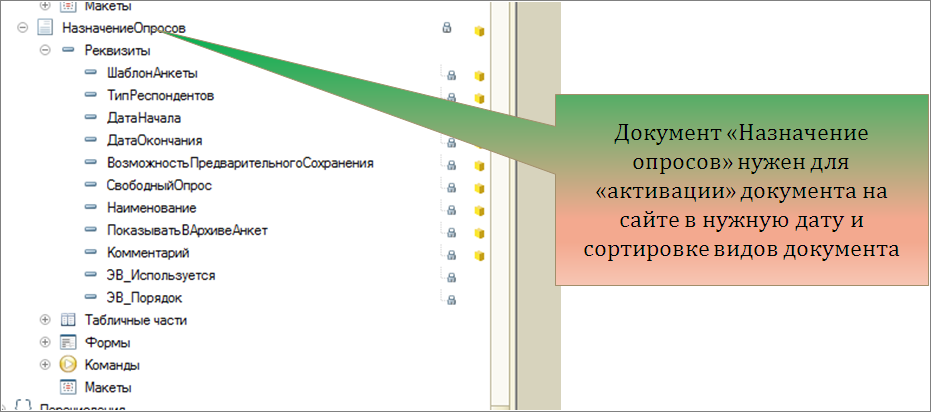 Макеты
НазначениеОпросов
Реквизиты
ШаблонАнкеты
ТипРеспондентов
ДатаНачала
ДатаОкончания
ВозможностьПредварительногоСохранения
СвободныйОпрос
Наименование
ПоказыватьВАрхивеАнкет
Комментарий
ЭВ_Используется
ЭВ_Порядок
Табличные части
Формы
Команды
Макеты
Перечисления
Документ «Назначение
опросов» нужен для
«активации» документа на
сайте в нужную дату и
сортировке видов документа